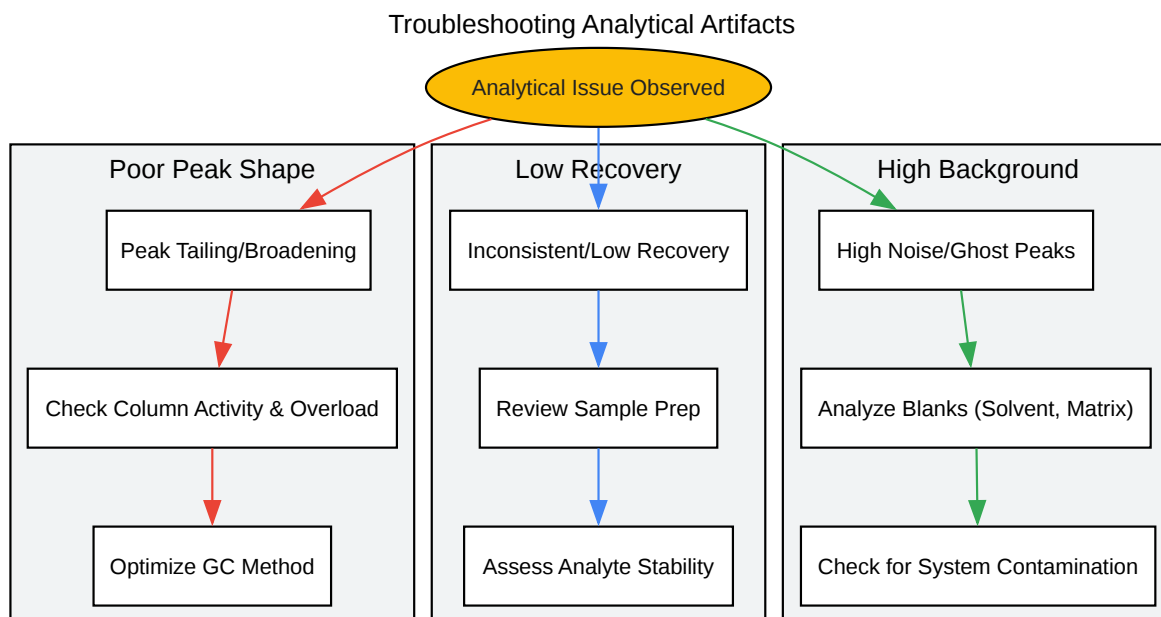 Troubleshooting Analytical Artifacts
Analytical Issue Observed
Poor Peak Shape
Peak Tailing/Broadening
Check Column Activity & Overload
Optimize GC Method
Low Recovery
Inconsistent/Low Recovery
Review Sample Prep
Assess Analyte Stability
High Background
High Noise/Ghost Peaks
Analyze Blanks (Solvent, Matrix)
Check for System Contamination